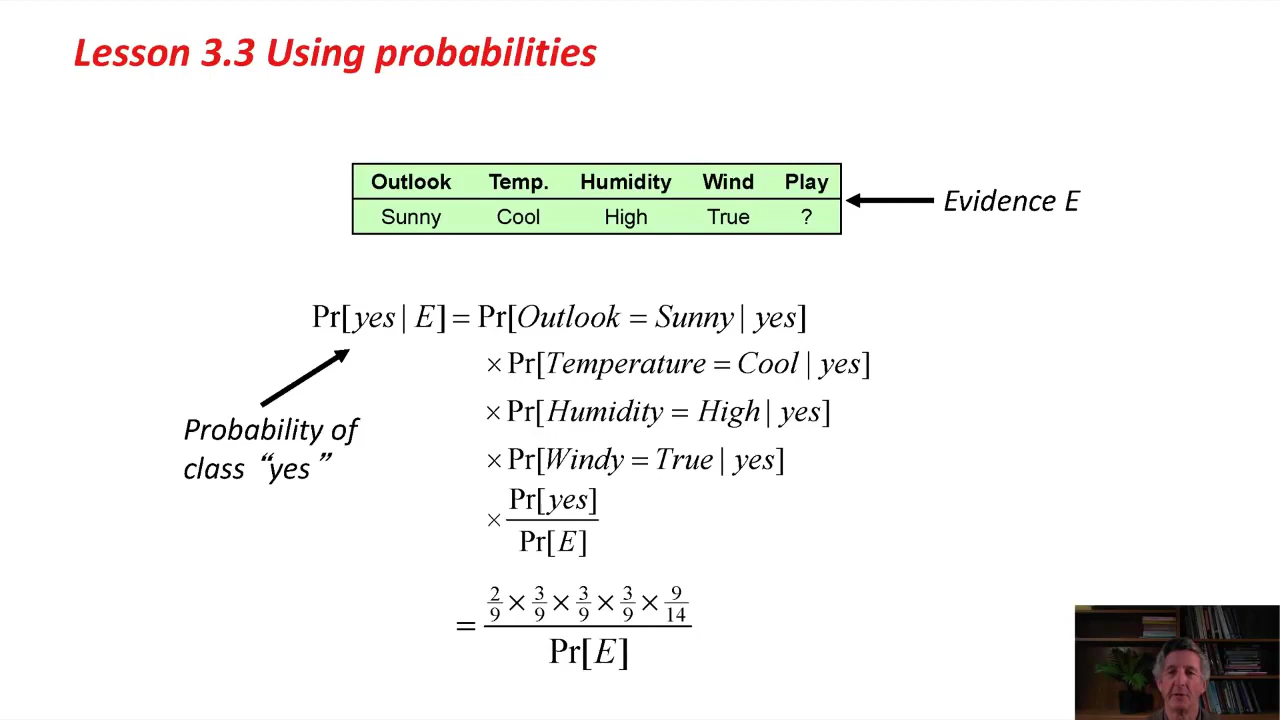 Lesson 3.3 Using probabilities
Outlook Temp. Humidity Wind Play
Sunny Cool High True ?
Evidence E
Pr[yes | E] = Pr[Outlook = Sunny | yes]
× Pr[Temperature = Cool | yes]
× Pr[Humidity = High | yes]
× Pr[Windy = True | yes]
× Pr[yes] / Pr[E]
Probability of
class “yes”
= 2/9 × 3/9 × 3/9 × 3/9 × 9/14
Pr[E]